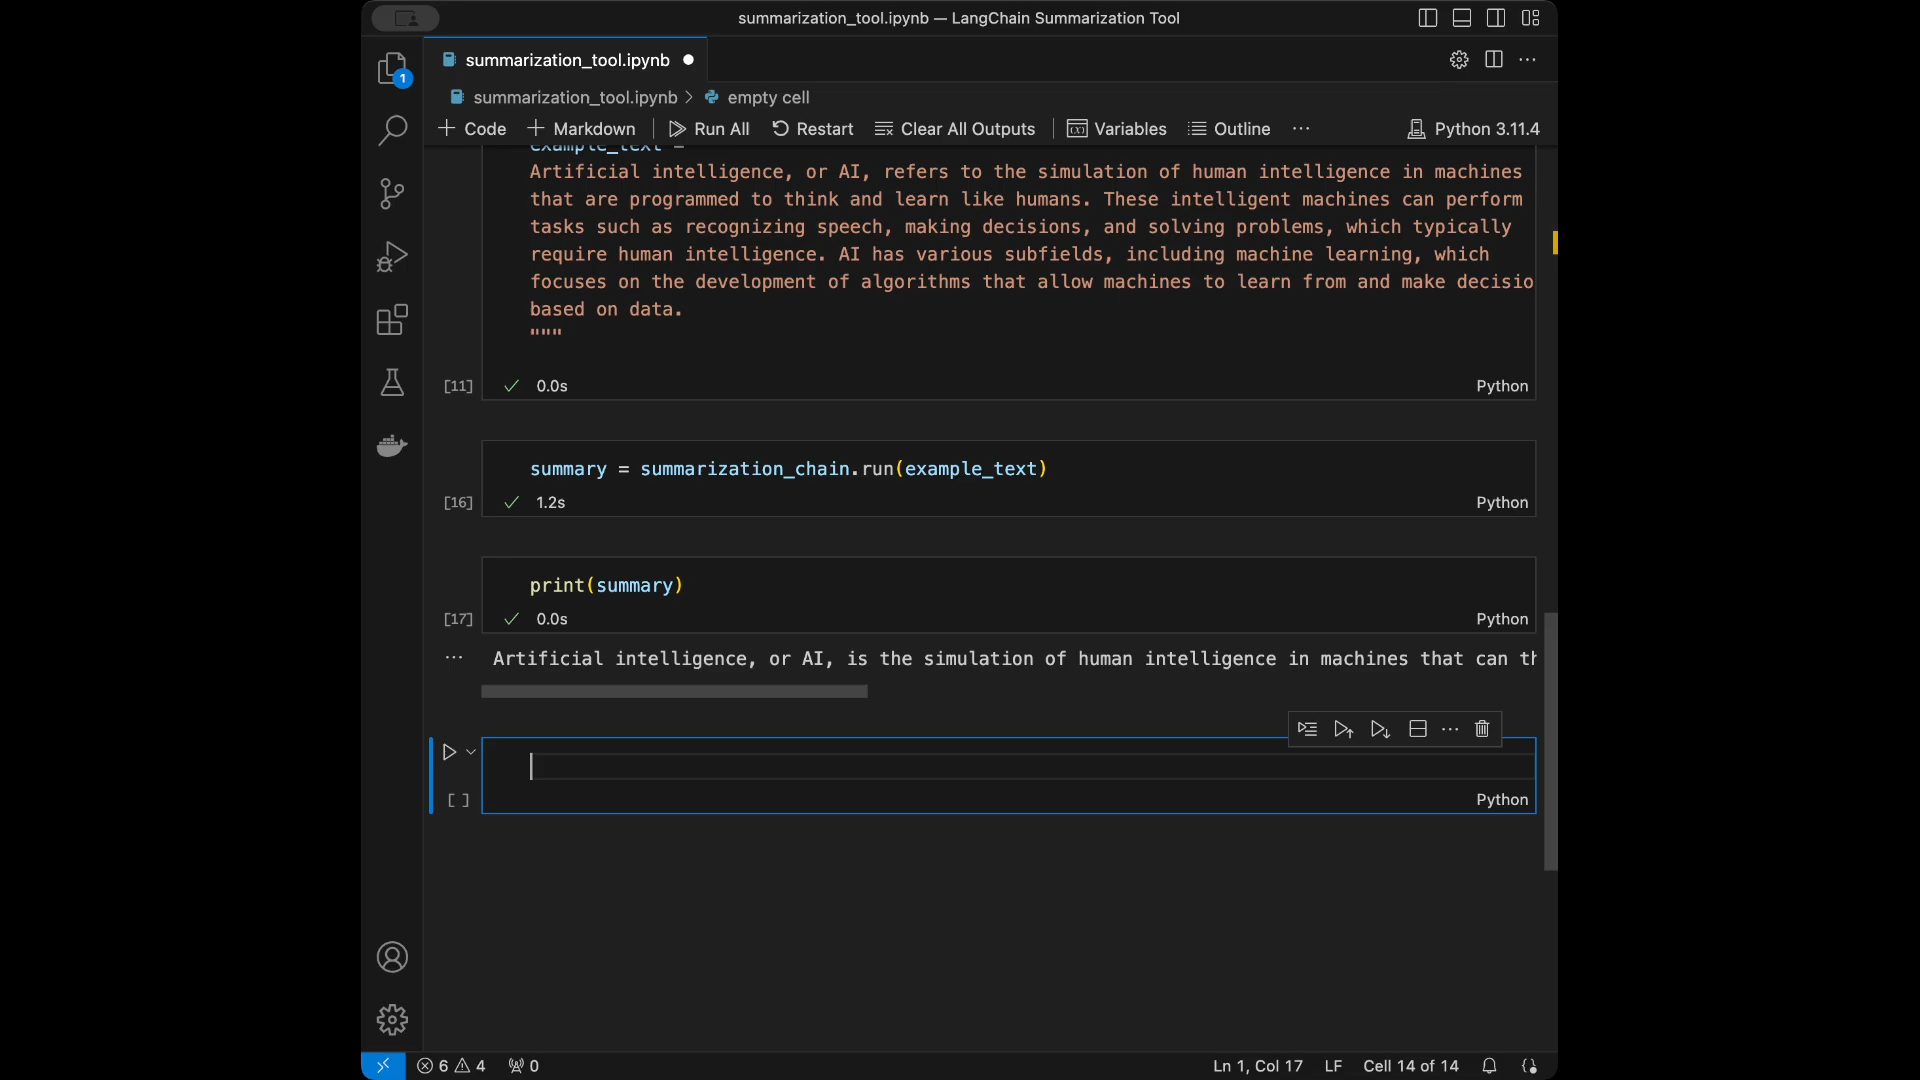 summarization_tool.ipynb — LangChain Summarization Tool
summarization_tool.ipynb
1
summarization_tool.ipynb > empty cell
+ Code + Markdown Run All Restart Clear All Outputs Variables Outline ··· Python 3.11.4
example_text =
Artificial intelligence, or AI, refers to the simulation of human intelligence in machines
that are programmed to think and learn like humans. These intelligent machines can perform
tasks such as recognizing speech, making decisions, and solving problems, which typically
require human intelligence. AI has various subfields, including machine learning, which
focuses on the development of algorithms that allow machines to learn from and make decisio
based on data.
"""
[11] 0.0s Python
summary = summarization_chain.run(example_text)
[16] 1.2s Python
print(summary)
[17] 0.0s Python
··· Artificial intelligence, or AI, is the simulation of human intelligence in machines that can th
[ ] Python
6 4 0 Ln 1, Col 17 LF Cell 14 of 14